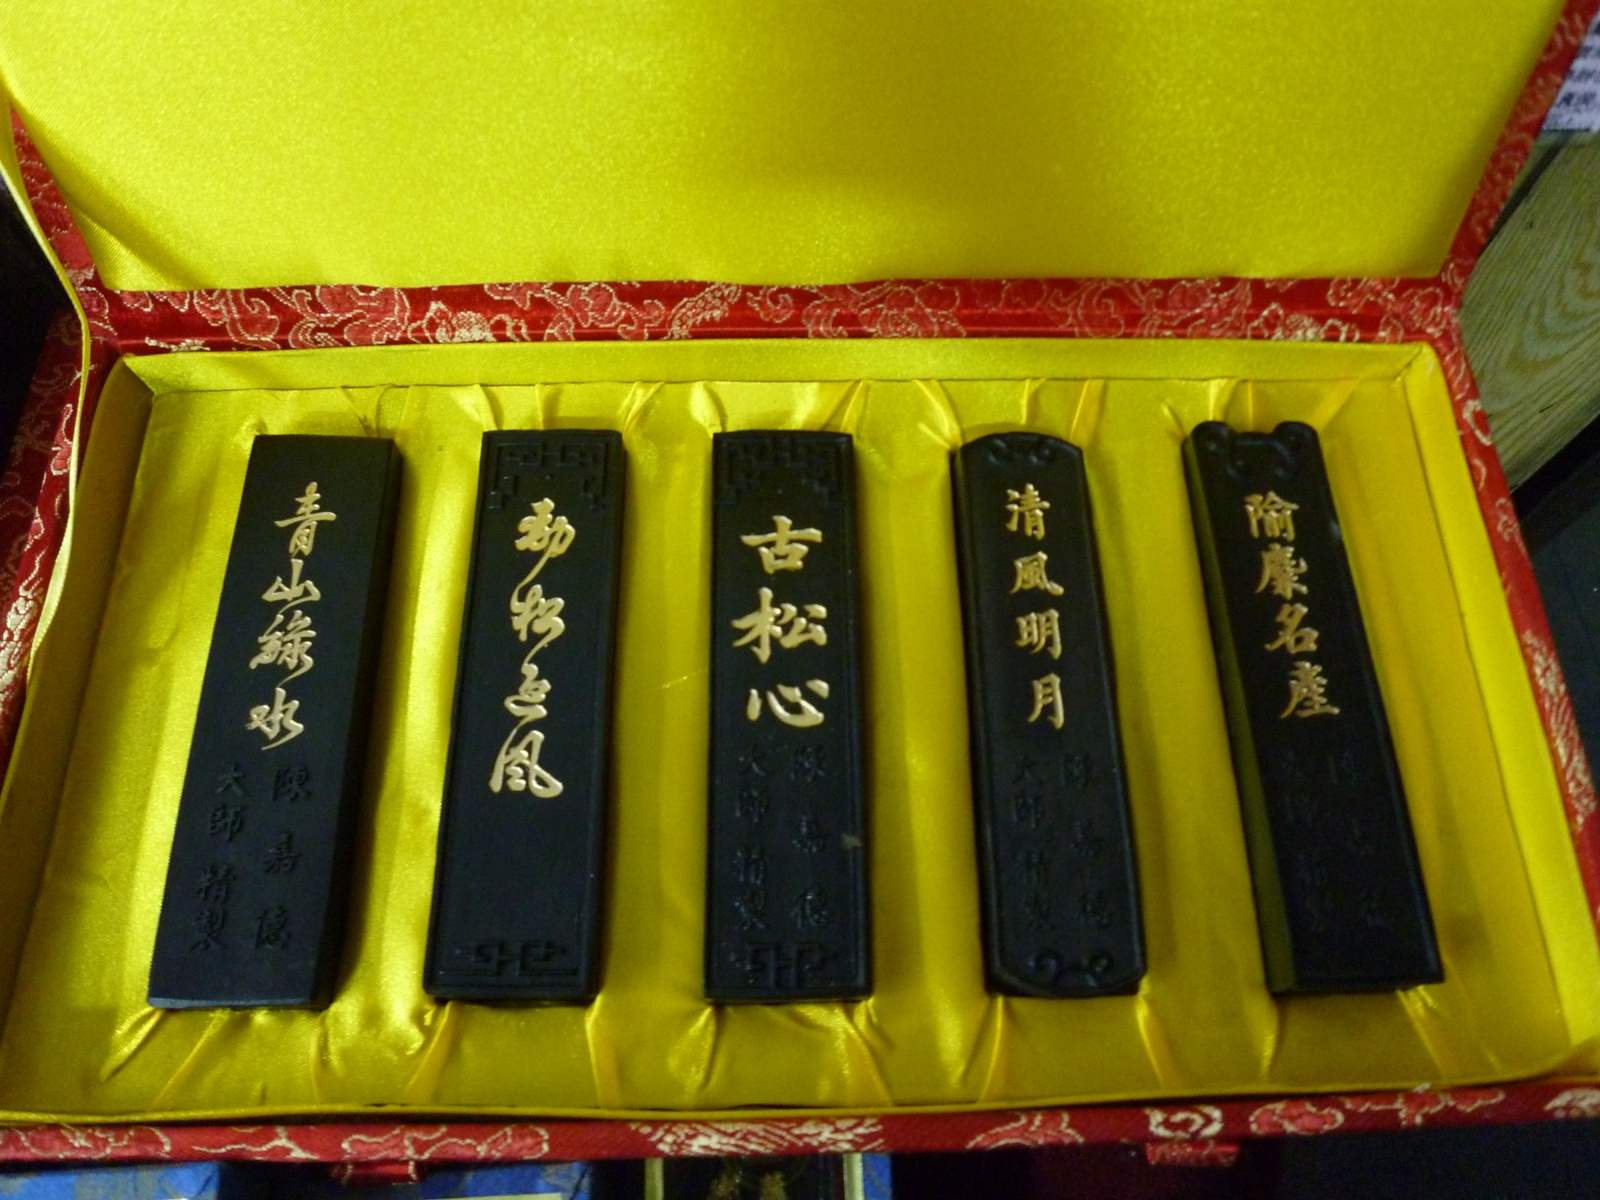 青山綠水
陳嘉德
大師精製
勁松迎風
古松心
陳嘉德
大師精製
清風明月
陳嘉德
大師精製
隃麋名產